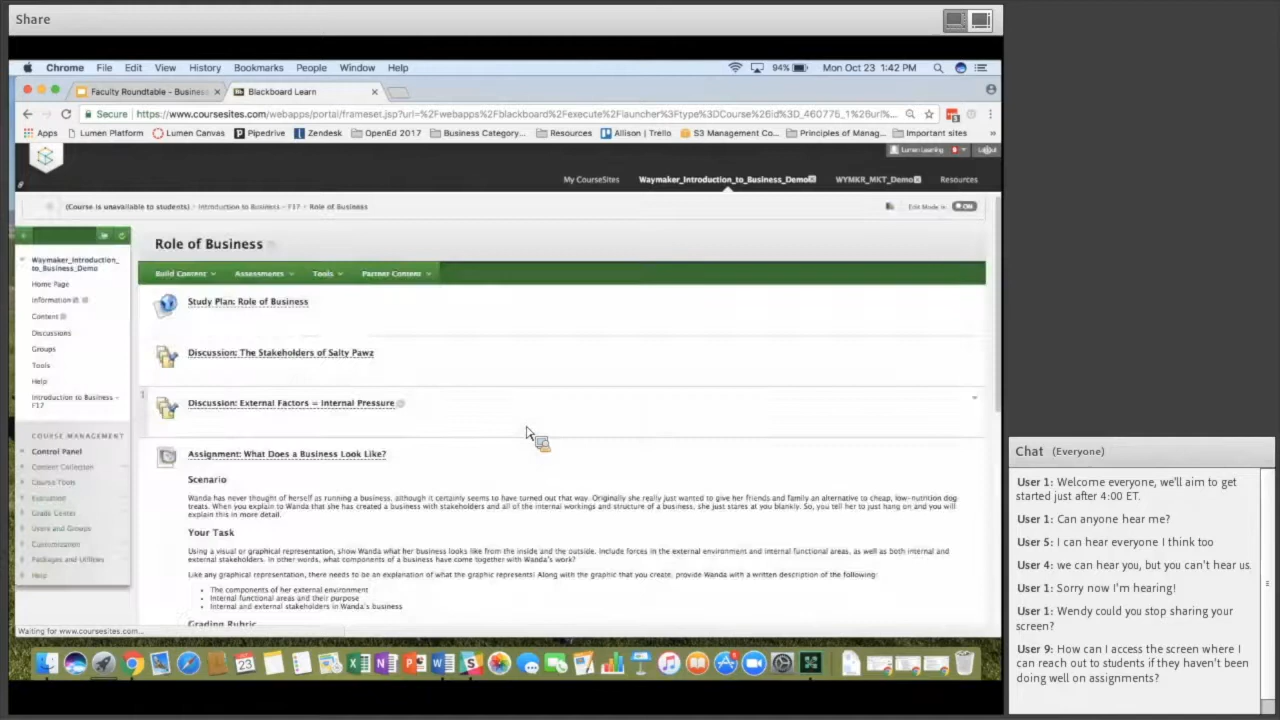 Share
Chrome File Edit View History Bookmarks People Window Help 94% Mon Oct 23 1:42 PM
Faculty Roundtable - Business Blackboard Learn
Secure https://www.coursesites.com/webapps/portal/frameset.jsp?url=%2Fwebapps%2Fblackboard%2Fexecute%2Flauncher%3Ftype%3DCourse%26id%3D_460775_1%26url%...
Apps Lumen Platform Lumen Canvas Pipedrive Zendesk OpenEd 2017 Business Category... Resources Allison | Trello S3 Management Co... Principles of Manag... Important sites »
Lumen Learning
My CourseSites Waymaker_Introduction_to_Business_Demo WYMKR_MKT_Demo Resources
(Course is unavailable to students) Introduction to Business - F17 Role of Business Edit Mode is: ON
Role of Business
Build Content Assessments Tools Partner Content
Waymaker_Introduction_
to_Business_Demo
Home Page
Information
Content
Discussions
Groups
Tools
Help
Introduction to Business -
F17
COURSE MANAGEMENT
Control Panel
Content Collection
Course Tools
Evaluation
Grade Center
Users and Groups
Customization
Packages and Utilities
Help
Study Plan: Role of Business
Discussion: The Stakeholders of Salty Pawz
Discussion: External Factors = Internal Pressure
Assignment: What Does a Business Look Like?
Scenario
Wanda has never thought of herself as running a business, although it certainly seems to have turned out that way. Originally she really just wanted to give her friends and family an alternative to cheap, low-nutrition dog
treats. When you explain to Wanda that she has created a business with stakeholders and all of the internal workings and structure of a business, she just stares at you blankly. So, you tell her to just hang on and you will
explain this in more detail.
Your Task
Using a visual or graphical representation, show Wanda what her business looks like from the inside and the outside. Include forces in the external environment and internal functional areas, as well as both internal and
external stakeholders. In other words, what components of a business have come together with Wanda's work?
Like any graphical representation, there needs to be an explanation of what the graphic represents! Along with the graphic that you create, provide Wanda with a written description of the following:
• The components of her external environment
• Internal functional areas and their purpose
• Internal and external stakeholders in Wanda's business
Grading Rubric
Waiting for www.coursesites.com...
23
Chat (Everyone)
User 1: Welcome everyone, we'll aim to get
started just after 4:00 ET.
User 1: Can anyone hear me?
User 5: I can hear everyone I think too
User 4: we can hear you, but you can't hear us.
User 1: Sorry now I'm hearing!
User 1: Wendy could you stop sharing your
screen?
User 9: How can I access the screen where I
can reach out to students if they haven't been
doing well on assignments?